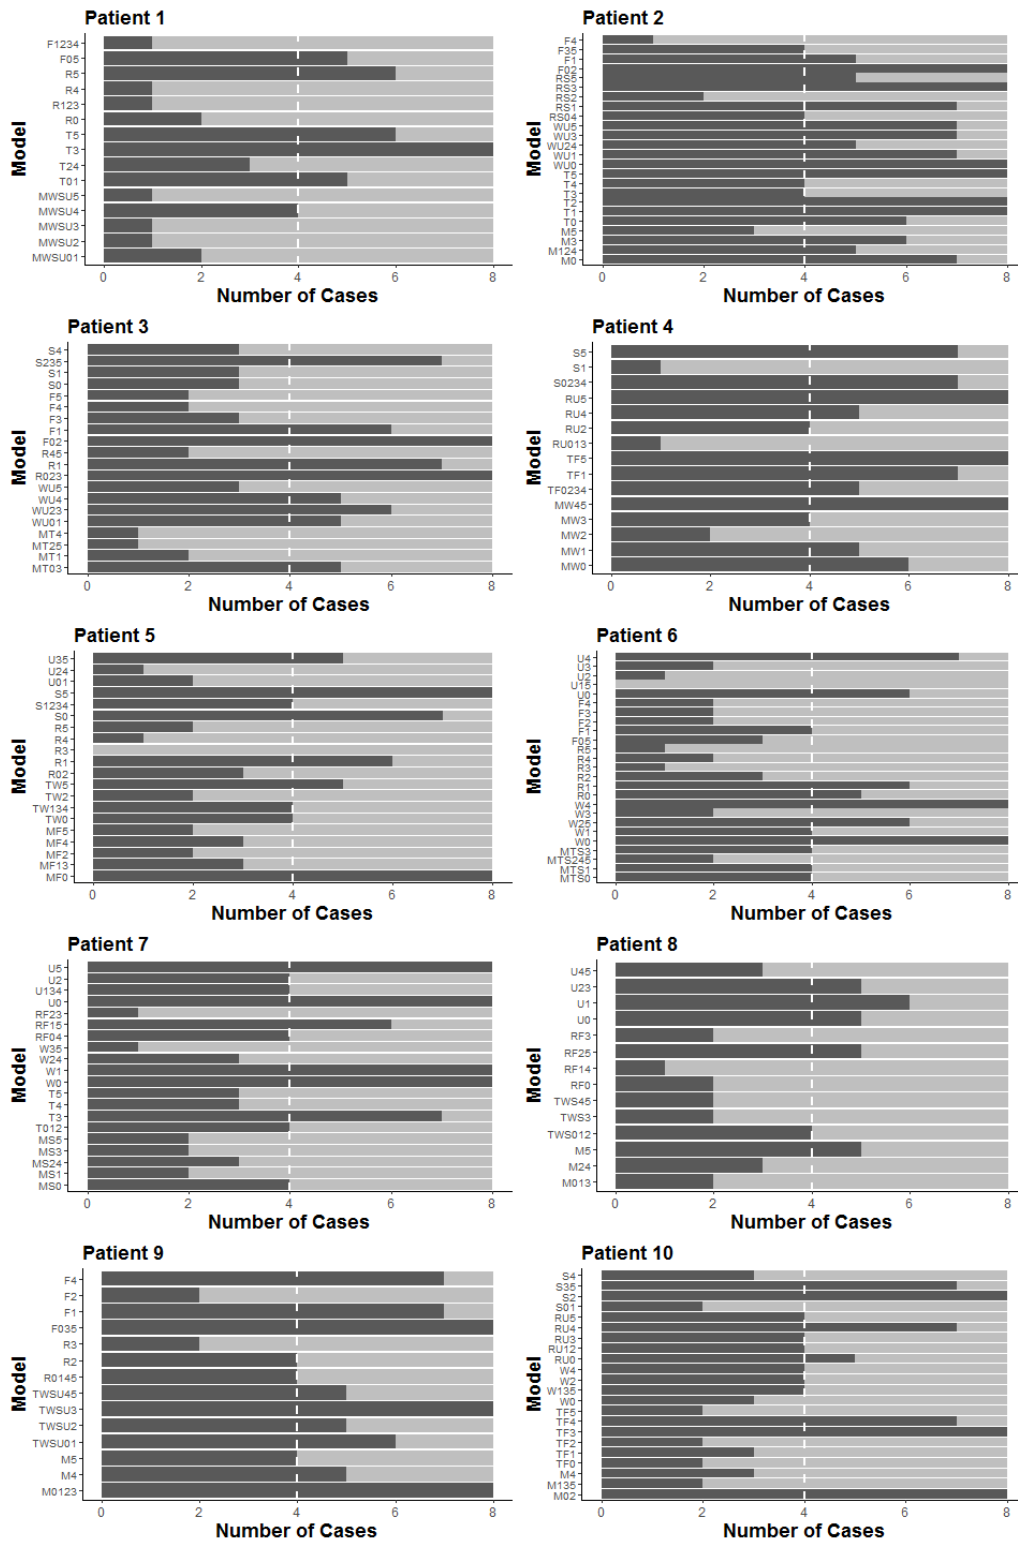 Patient 1
Model
F1234
F05
R5
R4
R123
R0
T5
T3
T24
T01
MWSU5
MWSU4
MWSU3
MWSU2
MWSU01
0 2 4 6 8
Number of Cases
Patient 2
Model
F4
F35
F1
F02
RS5
RS3
RS2
RS1
RS04
WU5
WU3
WU24
WU1
WU0
T5
T4
T3
T2
T1
T0
M5
M3
M124
M0
0 2 4 6 8
Number of Cases
Patient 3
Model
S4
S235
S1
S0
F5
F4
F3
F1
F02
R45
R1
R023
WU5
WU4
WU23
WU01
MT4
MT25
MT1
MT03
0 2 4 6 8
Number of Cases
Patient 4
Model
S5
S1
S0234
RU5
RU4
RU2
RU013
TF5
TF1
TF0234
MW45
MW3
MW2
MW1
MW0
0 2 4 6 8
Number of Cases
Patient 5
Model
U35
U24
U01
S5
S1234
S0
R5
R4
R3
R1
R02
TW5
TW2
TW134
TW0
MF5
MF4
MF2
MF13
MF0
0 2 4 6 8
Number of Cases
Patient 6
Model
U4
U3
U2
U15
U0
F4
F3
F2
F1
F05
R5
R4
R3
R2
R1
R0
W4
W3
W25
W1
W0
MTS3
MTS245
MTS1
MTS0
0 2 4 6 8
Number of Cases
Patient 7
Model
U5
U2
U134
U0
RF23
RF15
RF04
W35
W24
W1
W0
T5
T4
T3
T012
MS5
MS3
MS24
MS1
MS0
0 2 4 6 8
Number of Cases
Patient 8
Model
U45
U23
U1
U0
RF3
RF25
RF14
RF0
TWS45
TWS3
TWS012
M5
M24
M013
0 2 4 6 8
Number of Cases
Patient 9
Model
F4
F2
F1
F035
R3
R2
R0145
TWSU45
TWSU3
TWSU2
TWSU01
M5
M4
M0123
0 2 4 6 8
Number of Cases
Patient 10
Model
S4
S35
S2
S01
RU5
RU4
RU3
RU12
RU0
W4
W2
W135
W0
TF5
TF4
TF3
TF2
TF1
TF0
M4
M135
M02
0 2 4 6 8
Number of Cases